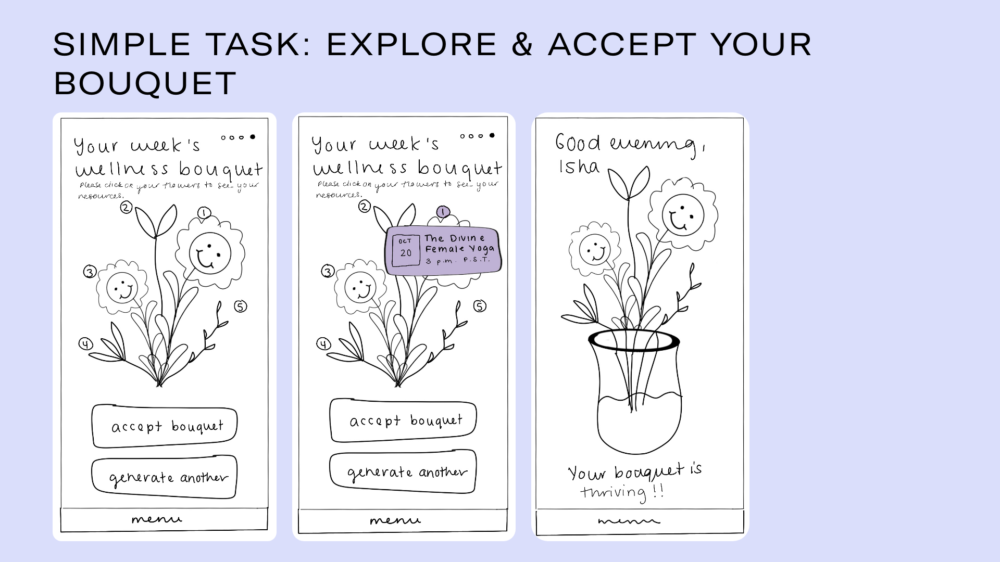 SIMPLE TASK: EXPLORE & ACCEPT YOUR
BOUQUET
Your week's
wellness bouquet
Please click on your flowers to see your
resources.
2
1
3
5
4
accept bouquet
generate another
menu
Your week's
wellness bouquet
Please click on your flowers to see your
resources.
2
1
OCT
20
The Divine
Female Yoga
3 p.m. P.S.T.
3
5
4
accept bouquet
generate another
menu
Good evening,
Isha
Your bouquet is
thriving!!
menu